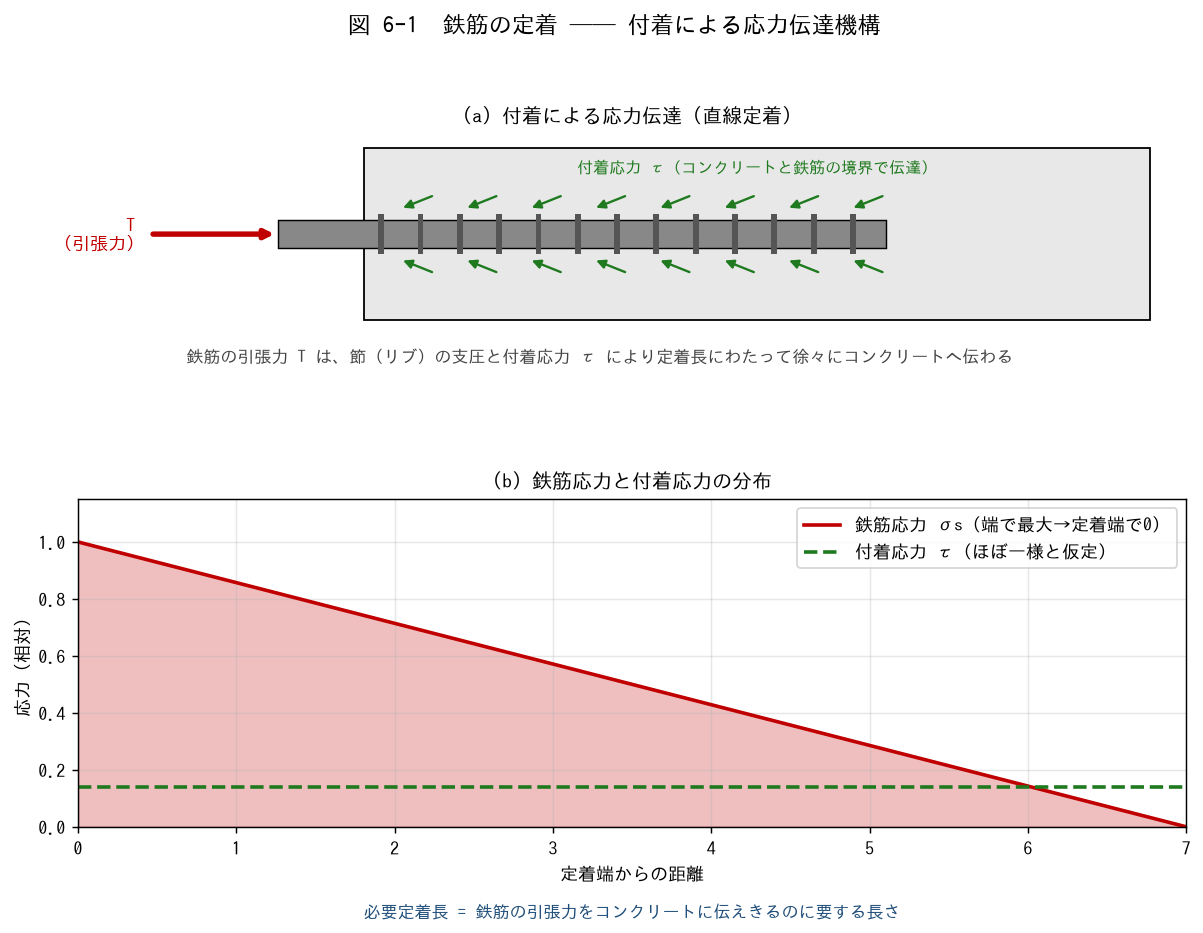 図 6-1 鉄筋の定着 ―― 付着による応力伝達機構
(a) 付着による応力伝達（直線定着）
付着応力 τ（コンクリートと鉄筋の境界で伝達）
T
（引張力）
鉄筋の引張力 T は、節（リブ）の支圧と付着応力 τ により定着長にわたって徐々にコンクリートへ伝わる
(b) 鉄筋応力と付着応力の分布
鉄筋応力 σs（端で最大→定着端で0）
付着応力 τ（ほぼ一様と仮定）
応力（相対）
1.0
0.8
0.6
0.4
0.2
0.0
0 1 2 3 4 5 6 7
定着端からの距離
必要定着長 = 鉄筋の引張力をコンクリートに伝えきるのに要する長さ